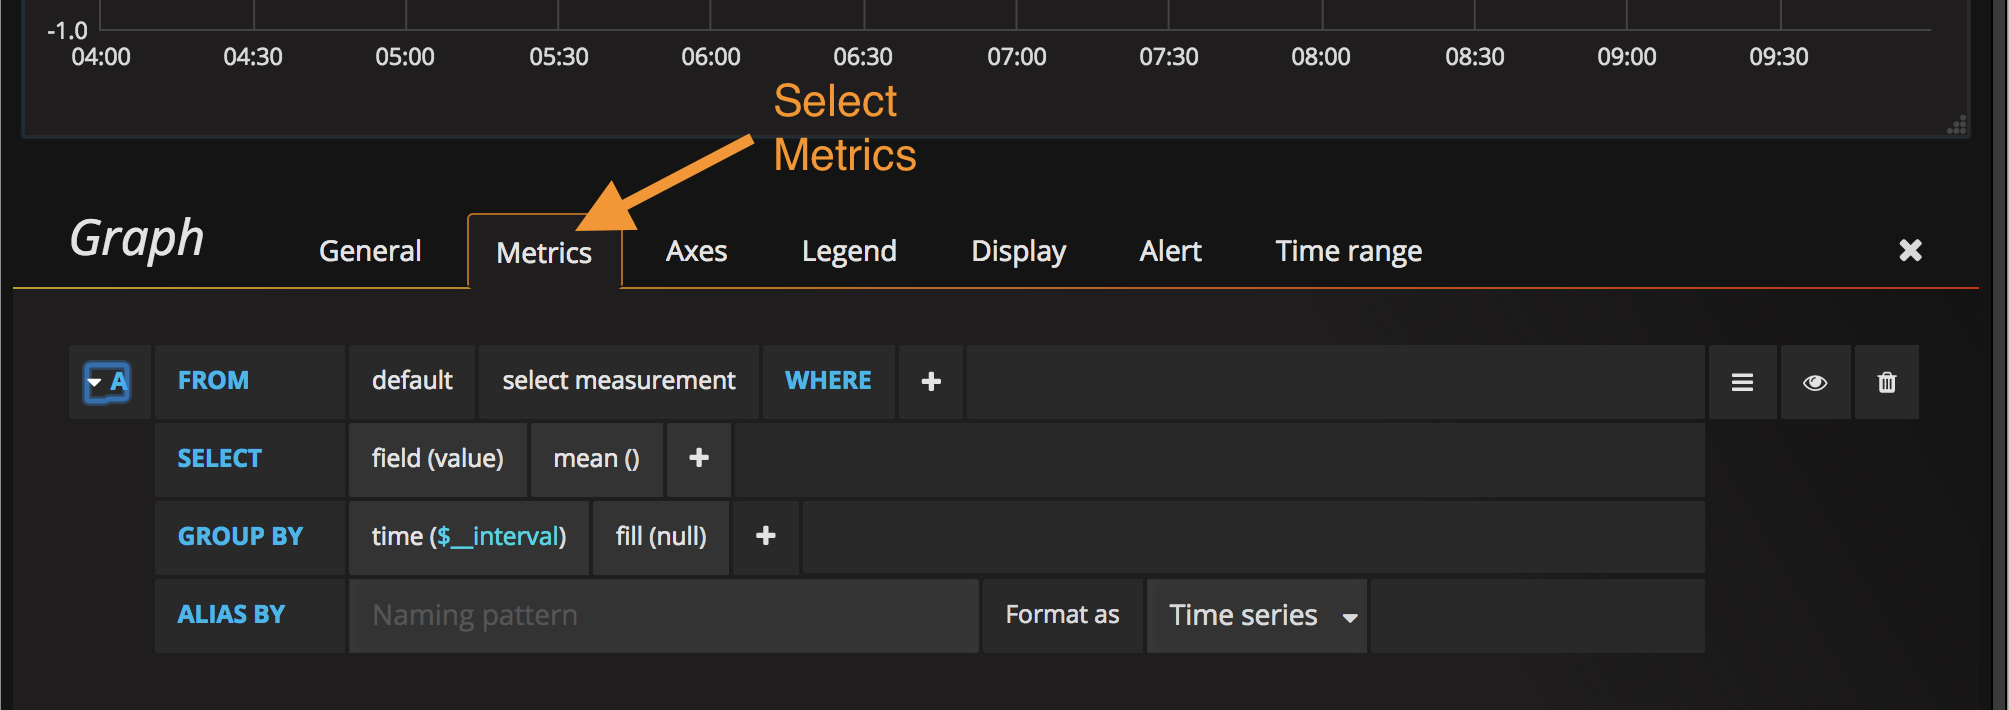 -1.0
04:00 04:30 05:00 05:30 06:00 06:30 07:00 07:30 08:00 08:30 09:00 09:30
Select
Metrics
Graph General Metrics Axes Legend Display Alert Time range
A FROM default select measurement WHERE +
SELECT field (value) mean () +
GROUP BY time ($__interval) fill (null) +
ALIAS BY Naming pattern Format as Time series